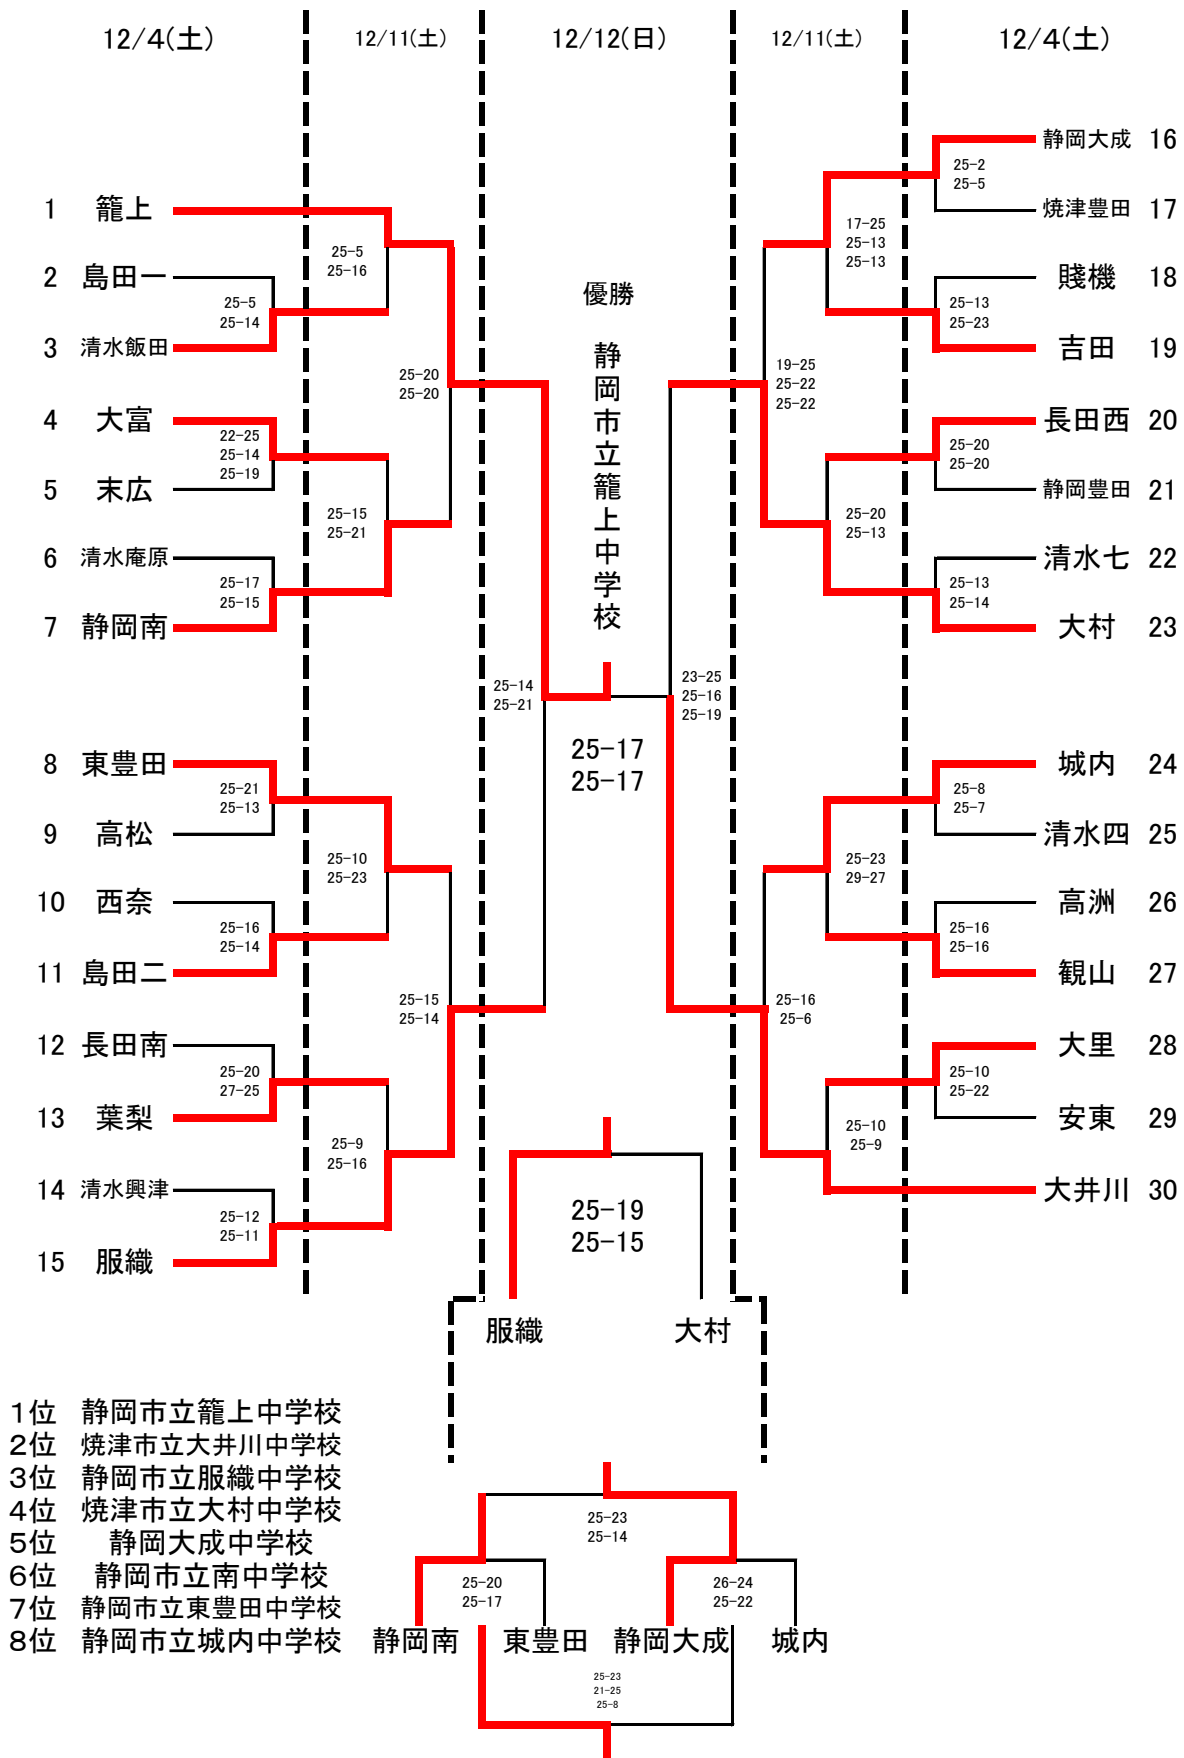 12/4(土)
12/11(土)
12/12(日)
12/11(土)
12/4(土)
1 籠上
2 島田一
3 清水飯田
4 大富
5 末広
6 清水庵原
7 静岡南
8 東豊田
9 高松
10 西奈
11 島田二
12 長田南
13 葉梨
14 清水興津
15 服織
25-5
25-14
22-25
25-14
25-19
25-17
25-15
25-21
25-13
25-16
25-14
25-20
27-25
25-12
25-11
25-5
25-16
25-15
25-21
25-10
25-23
25-9
25-16
25-20
25-20
25-15
25-14
25-14
25-21
優勝
静岡市立籠上中学校
25-17
25-17
23-25
25-16
25-19
19-25
25-22
25-22
25-16
25-6
17-25
25-13
25-13
25-20
25-13
25-23
29-27
25-10
25-9
25-2
25-5
25-13
25-23
25-20
25-20
25-13
25-14
25-8
25-7
25-16
25-16
25-10
25-22
静岡大成 16
焼津豊田 17
賤機 18
吉田 19
長田西 20
静岡豊田 21
清水七 22
大村 23
城内 24
清水四 25
高洲 26
観山 27
大里 28
安東 29
大井川 30
25-19
25-15
服織
大村
1位 静岡市立籠上中学校
2位 焼津市立大井川中学校
3位 静岡市立服織中学校
4位 焼津市立大村中学校
5位 静岡大成中学校
6位 静岡市立南中学校
7位 静岡市立東豊田中学校
8位 静岡市立城内中学校
25-23
25-14
25-20
25-17
26-24
25-22
静岡南
東豊田
静岡大成
城内
25-23
21-25
25-8